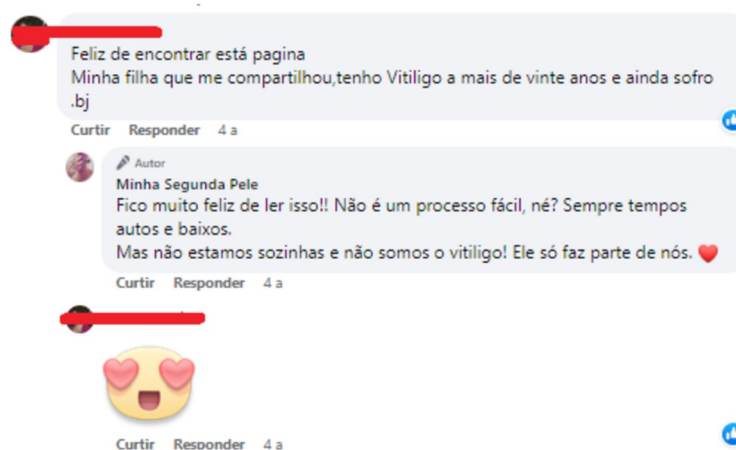 Feliz de encontrar está pagina
Minha filha que me compartilhou,tenho Vitiligo a mais de vinte anos e ainda sofro
.bj
Curtir Responder 4 a
Autor
Minha Segunda Pele
Fico muito feliz de ler isso!! Não é um processo fácil, né? Sempre tempos
autos e baixos.
Mas não estamos sozinhas e não somos o vitiligo! Ele só faz parte de nós.
Curtir Responder 4 a
Curtir Responder 4 a